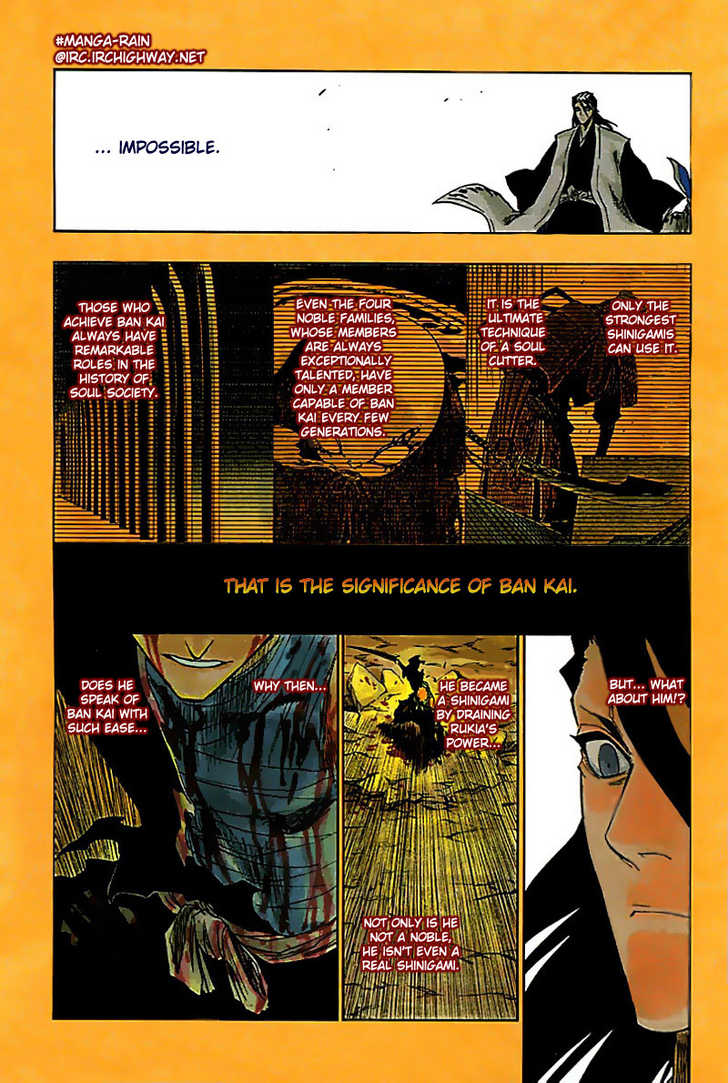 #MANGA-RAIN
@IRC.IRCHIGHWAY.NET
... IMPOSSIBLE.
ONLY THE
STRONGEST
SHINIGAMIS
CAN USE IT.
IT IS THE
ULTIMATE
TECHNIQUE
OF A SOUL
CUTTER.
EVEN THE FOUR
NOBLE FAMILIES,
WHOSE MEMBERS
ARE ALWAYS
EXCEPTIONALLY
TALENTED, HAVE
ONLY A MEMBER
CAPABLE OF BAN
KAI EVERY FEW
GENERATIONS.
THOSE WHO
ACHIEVE BAN KAI
ALWAYS HAVE
REMARKABLE
ROLES IN THE
HISTORY OF
SOUL SOCIETY.
THAT IS THE SIGNIFICANCE OF BAN KAI.
BUT... WHAT
ABOUT HIM!?
HE BECAME
A SHINIGAMI
BY DRAINING
RUKIA'S
POWER...
NOT ONLY IS HE
NOT A NOBLE,
HE ISN'T EVEN A
REAL SHINIGAMI.
WHY THEN...
DOES HE
SPEAK OF
BAN KAI WITH
SUCH EASE...